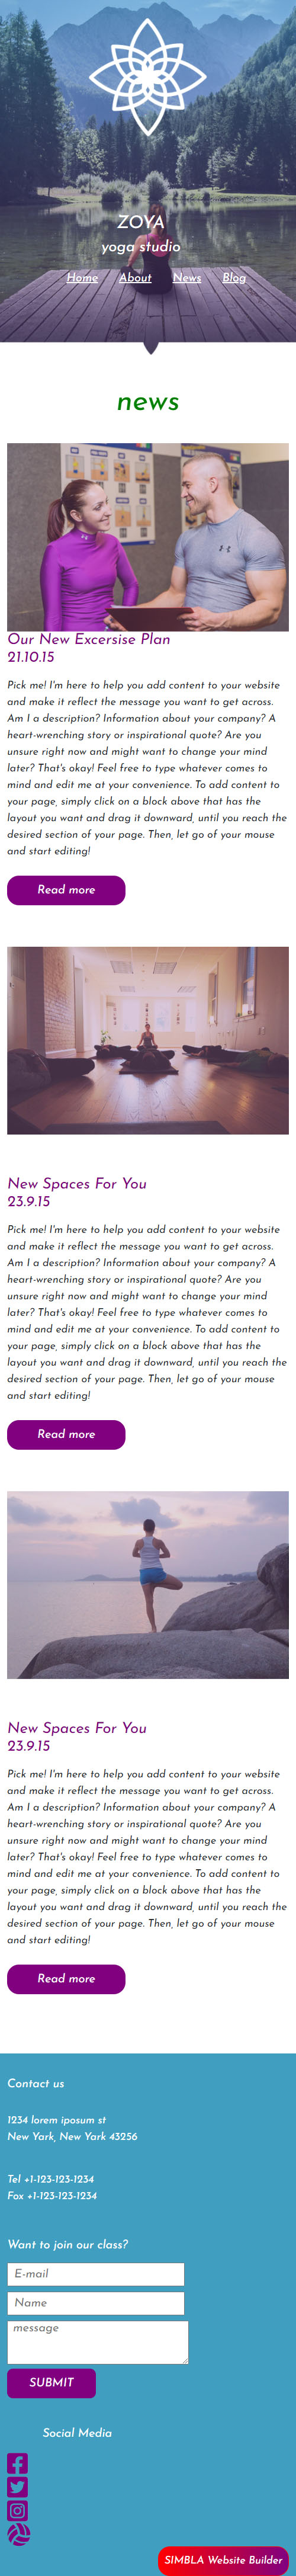 ZOYA
yoga studio
Home About News Blog
news
Our New Excersise Plan
21.10.15
Pick me! I'm here to help you add content to your website
and make it reflect the message you want to get across.
Am I a description? Information about your company? A
heart-wrenching story or inspirational quote? Are you
unsure right now and might want to change your mind
later? That's okay! Feel free to type whatever comes to
mind and edit me at your convenience. To add content to
your page, simply click on a block above that has the
layout you want and drag it downward, until you reach the
desired section of your page. Then, let go of your mouse
and start editing!
Read more
New Spaces For You
23.9.15
Pick me! I'm here to help you add content to your website
and make it reflect the message you want to get across.
Am I a description? Information about your company? A
heart-wrenching story or inspirational quote? Are you
unsure right now and might want to change your mind
later? That's okay! Feel free to type whatever comes to
mind and edit me at your convenience. To add content to
your page, simply click on a block above that has the
layout you want and drag it downward, until you reach the
desired section of your page. Then, let go of your mouse
and start editing!
Read more
New Spaces For You
23.9.15
Pick me! I'm here to help you add content to your website
and make it reflect the message you want to get across.
Am I a description? Information about your company? A
heart-wrenching story or inspirational quote? Are you
unsure right now and might want to change your mind
later? That's okay! Feel free to type whatever comes to
mind and edit me at your convenience. To add content to
your page, simply click on a block above that has the
layout you want and drag it downward, until you reach the
desired section of your page. Then, let go of your mouse
and start editing!
Read more
Contact us
1234 lorem iposum st
New Yark, New Yark 43256
Tel +1-123-123-1234
Fox +1-123-123-1234
Want to join our class?
E-mail
Name
message
SUBMIT
Social Media
SIMBLA Website Builder